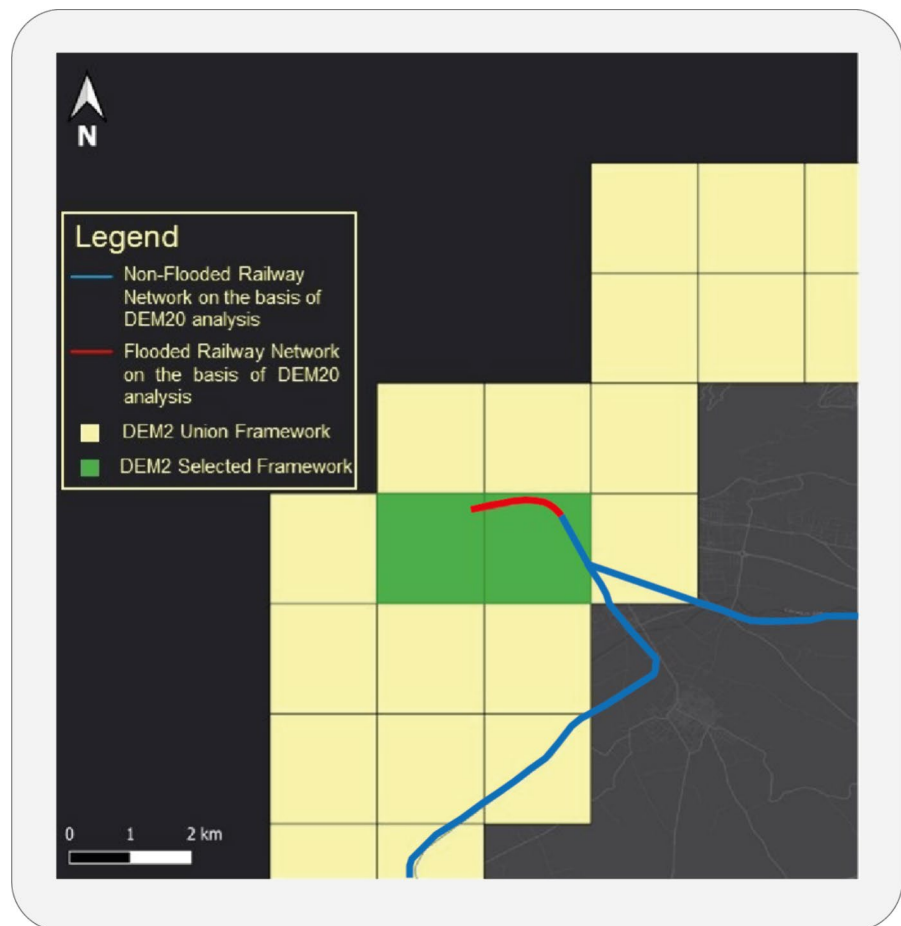 N
Legend
Non-Flooded Railway
Network on the basis of
DEM20 analysis
Flooded Railway Network
on the basis of DEM20
analysis
DEM2 Union Framework
DEM2 Selected Framework
0 1 2 km